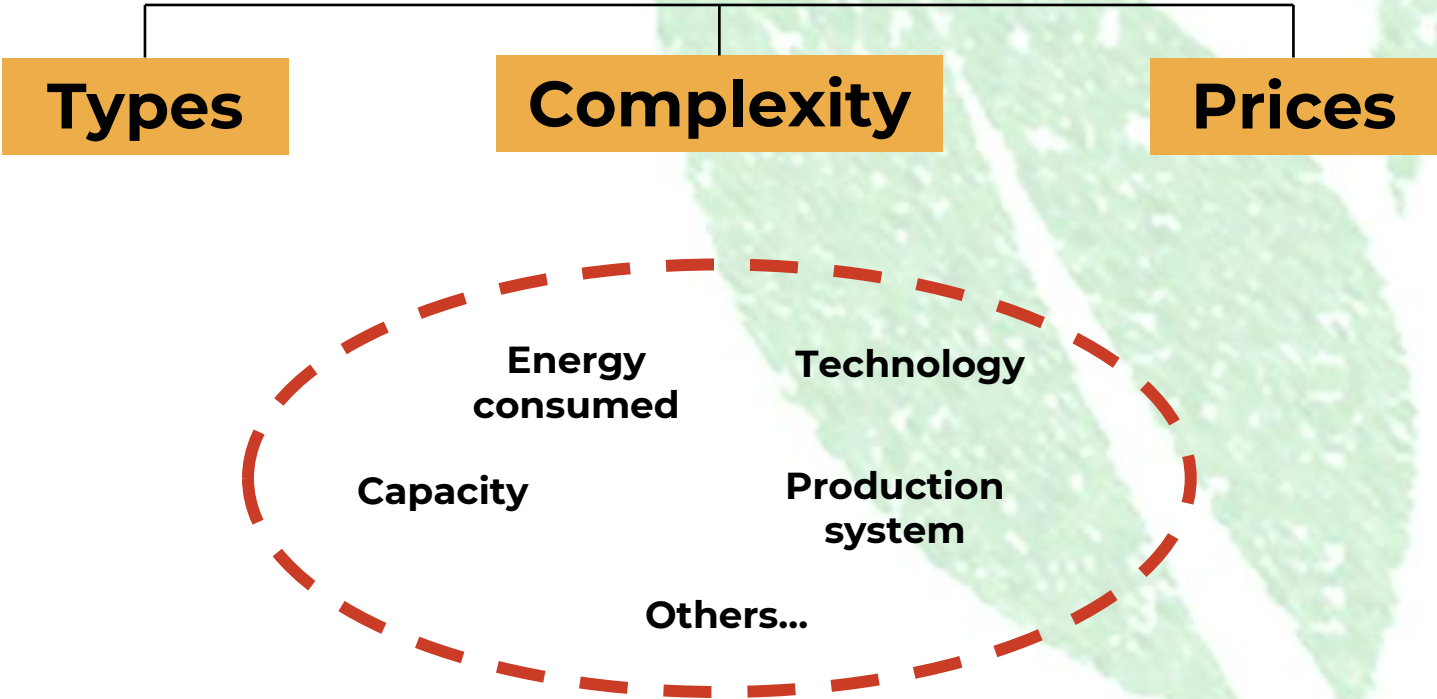 Types
Complexity
Prices
Energy
consumed
Technology
Capacity
Production
system
Others...